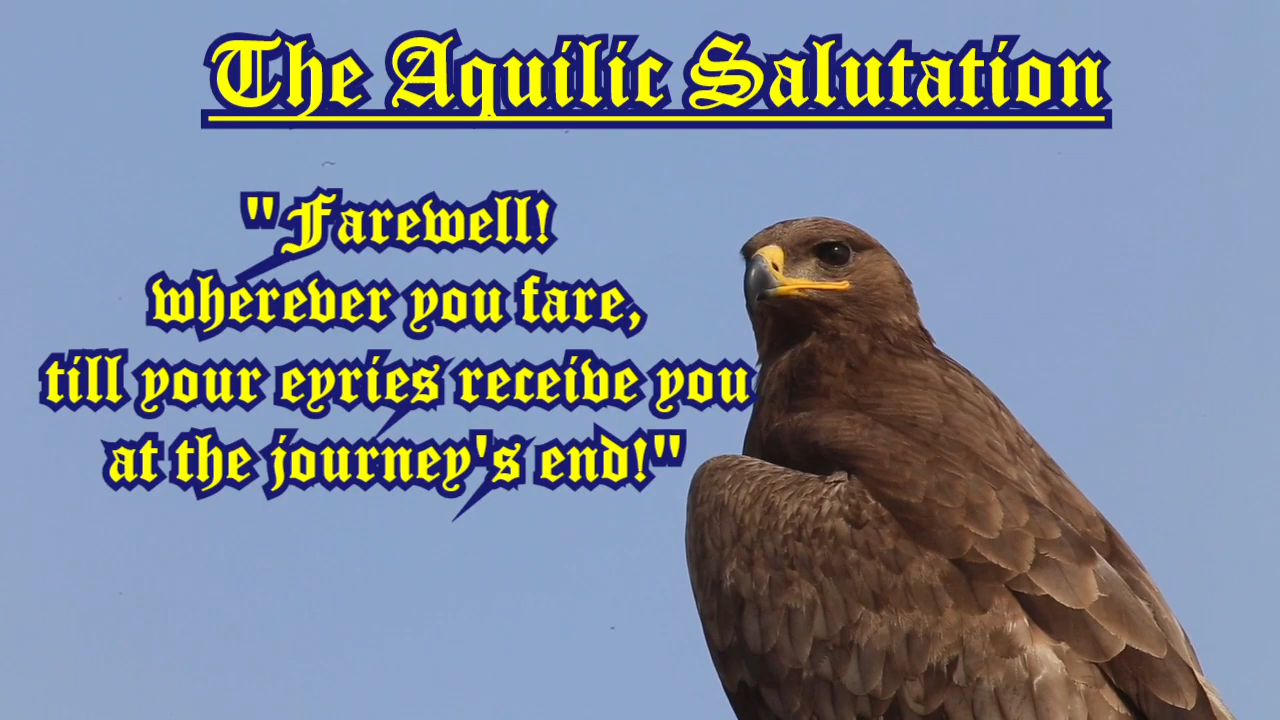 The Aquilic Salutation
"Farewell!
wherever you fare,
till your eyries receive you
at the journey's end!"